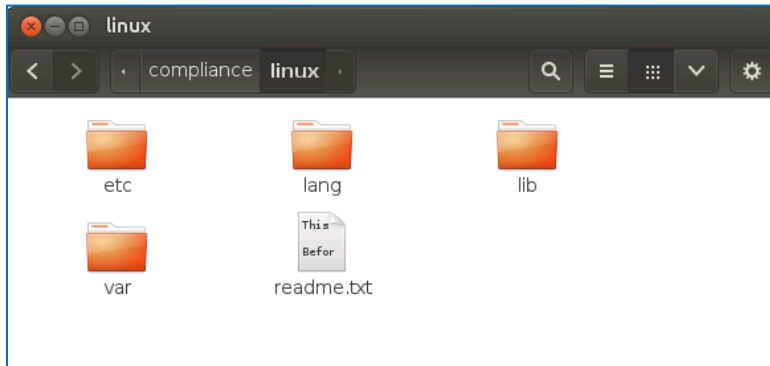 linux
compliance linux
etc lang lib
This
Befor
var readme.txt